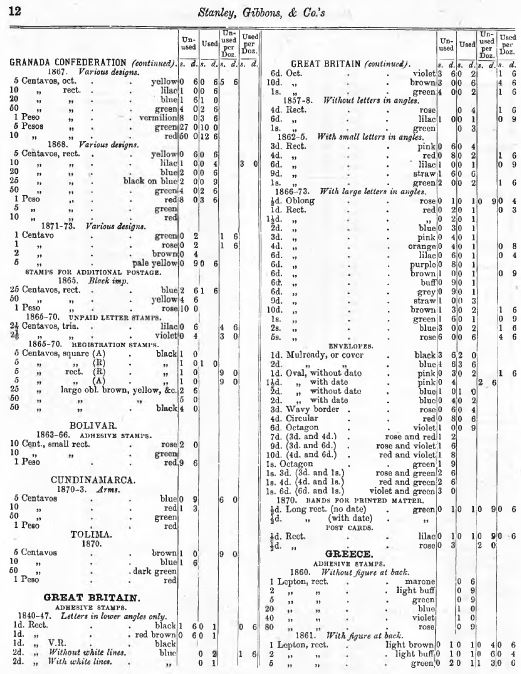 12
Stanley, Gibbons, & Co.'s
Un-used Used Un-used per Doz. Used per Doz.
GRANADA CONFEDERATION (continued). s. d. s. d. s. d. s. d.
1867. Various designs.
5 Centavos, oct. yellow 0 6 0 6 5 6
10 „ rect. lilac 1 0 0 6
20 „ „ blue 1 6 1 0
50 „ „ green 4 0 2 6
1 Peso „ vermilion 8 0 3 6
5 Pesos „ green 27 0 10 0
10 „ „ red 50 0 12 6
1868. Various designs.
5 Centavos, rect. yellow 0 6 0 6
10 „ „ lilac 1 0 0 4 3 0
20 „ „ blue 2 0 0 6
25 „ „ black on blue 2 0 0 9
50 „ „ green 4 0 2 6
1 Peso „ red 8 0 3 6
5 „ „ green
10 „ „ red
1871-73. Various designs.
1 Centavo green 0 2 1 6
1 „ rose 0 2 1 6
2 „ brown 0 4
5 „ pale yellow 0 9 0 6
STAMPS FOR ADDITIONAL POSTAGE.
1865. Black imp.
25 Centavos, rect. blue 2 6 1 6
50 „ „ yellow 4 6
1 Peso „ rose 10 0
1866-70. UNPAID LETTER STAMPS.
2½ Centavos, tria. lilac 0 6 4 6
2½ „ „ violet 0 4 3 0
1865-70. REGISTRATION STAMPS.
5 Centavos, square (A) black 1 0
5 „ „ (R) „ 1 0 1 0
5 „ rect. (R) „ 1 0 9 0
5 „ „ (A) „ 1 0 9 0
25 „ large obl. brown, yellow, &c. 2 6
50 „ „ „ 5 0
50 „ „ black 4 0
BOLIVAR.
1863-66. ADHESIVE STAMPS.
10 Cent., small rect. rose 2 0
10 „ „ green
1 Peso „ red 9 6
CUNDINAMARCA.
1870-3. Arms.
5 Centavos blue 0 9 6 0
10 „ red 1 3
50 „ green
1 Peso red
TOLIMA.
1870.
5 Centavos brown 1 0 9 0
10 „ blue 1 6
50 „ dark green
1 Peso red
GREAT BRITAIN.
ADHESIVE STAMPS.
1840-47. Letters in lower angles only.
1d. Rect. black 1 6 0 1 0 6
1d. „ red brown 0 6 0 1
1d. „ V.R. black
2d. „ Without white lines. blue 0 2 1 6
2d. „ With white lines. „ 0 1
Un-used Used Un-used per Doz. Used per Doz.
GREAT BRITAIN (continued). s. d. s. d. s. d. s. d.
6d. Oct. violet 3 6 0 2 1 6
10d. „ brown 3 0 0 6 4 6
1s. „ green 4 0 0 2 1 6
1857-8. Without letters in angles.
4d. Rect. rose 0 4 1 6
6d. „ lilac 1 0 0 1 0 9
1s. „ green 0 3
1862-5. With small letters in angles.
3d. Rect. pink 0 6 0 4
4d. „ red 0 8 0 2 1 6
6d. „ lilac 1 0 0 1 0 9
9d. „ straw 1 6 0 6
1s. „ green 2 0 0 2 1 6
1866-73. With large letters in angles.
½d. Oblong rose 0 1 0 1 0 9 0 4
1d. Rect. red 0 2 0 1 0 3
1½d. „ „ 0 2 0 1
2d. „ blue 0 3 0 1
3d. „ pink 0 4 0 1
4d. „ orange 0 4 0 1 0 8
6d. „ lilac 0 6 0 1 0 4
6d. „ purple 0 8 0 1
6d. „ brown 1 0 0 1 0 9
6d. „ buff 0 9 0 1
6d. „ grey 0 9 0 1
9d. „ straw 1 0 0 3
10d. „ brown 1 3 0 2 1 6
1s. „ green 1 6 0 1 0 9
2s. „ blue 3 0 0 2 1 6
5s. „ rose 6 0 0 6 4 6
ENVELOPES.
1d. Mulready, or cover black 3 6 2 0
2d. „ „ blue 4 6 3 6
1d. Oval, without date pink 0 3 0 2 1 6
1d. „ with date pink 0 4 2 6
2d. „ without date blue 1 0 1 0
2d. „ with date blue 0 4 0 2
3d. Wavy border rose 0 6 0 4
4d. Circular red 0 8 0 6
6d. Octagon violet 1 0 0 9
7d. (3d. and 4d.) rose and red 1 2
9d. (3d. and 6d.) rose and violet 1 6
10d. (4d. and 6d.) red and violet 1 8
1s. Octagon green 1 9
1s. 3d. (3d. and 1s.) rose and green 2 6
1s. 4d. (4d. and 1s.) red and green 2 6
1s. 6d. (6d. and 1s.) violet and green 3 0
1870. BANDS FOR PRINTED MATTER.
½d. Long rect. (no date) green 0 1 0 1 0 9 0 6
½d. „ (with date) „
POST CARDS.
½d. Rect. lilac 0 1 0 1 0 9 0 6
½d. „ rose 0 3 2 0
GREECE.
ADHESIVE STAMPS.
1860. Without figure at back.
1 Lepton, rect. marone 0 6
2 „ „ light buff 0 9
5 „ „ green 0 9
20 „ „ blue 1 0
40 „ „ violet 1 0
80 „ „ rose 0 9
1861. With figure at back.
1 Lepton, rect. light brown 0 1 0 1 0 4 0 6
2 „ „ light buff 0 1 0 1 0 6 0 4
5 „ „ green 0 2 0 1 1 3 0 6